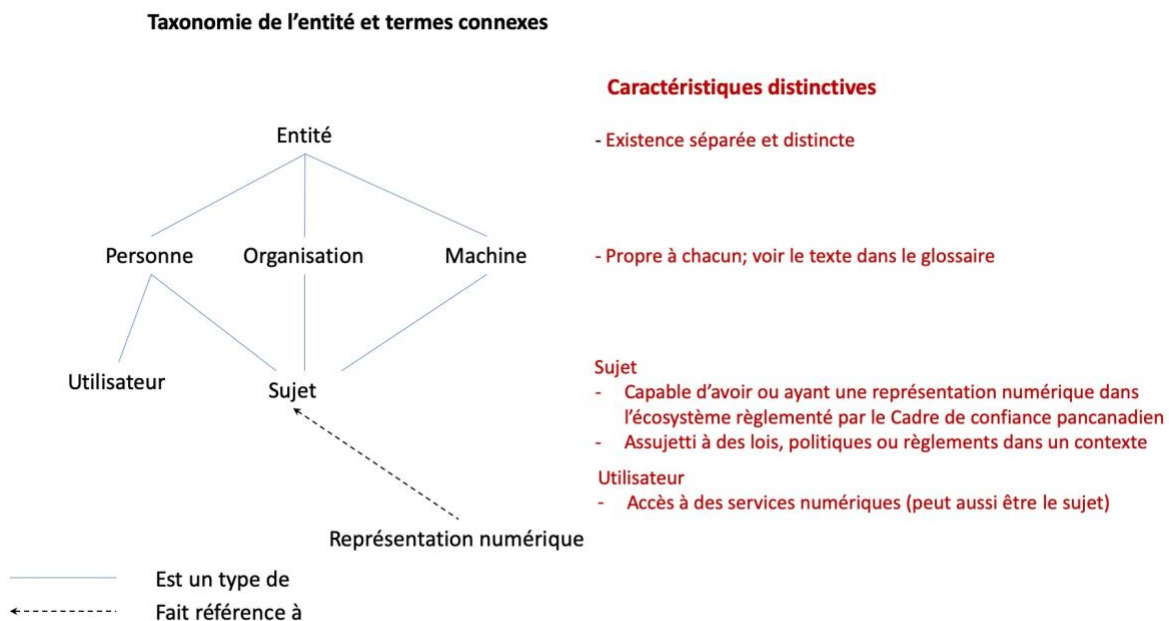 Taxonomie de l’entité et termes connexes
Caractéristiques distinctives
Entité
- Existence séparée et distincte
Personne
Organisation
Machine
- Propre à chacun; voir le texte dans le glossaire
Utilisateur
Sujet
Sujet
- Capable d’avoir ou ayant une représentation numérique dans
l’écosystème règlementé par le Cadre de confiance pancanadien
- Assujetti à des lois, politiques ou règlements dans un contexte
Utilisateur
- Accès à des services numériques (peut aussi être le sujet)
Représentation numérique
Est un type de
Fait référence à